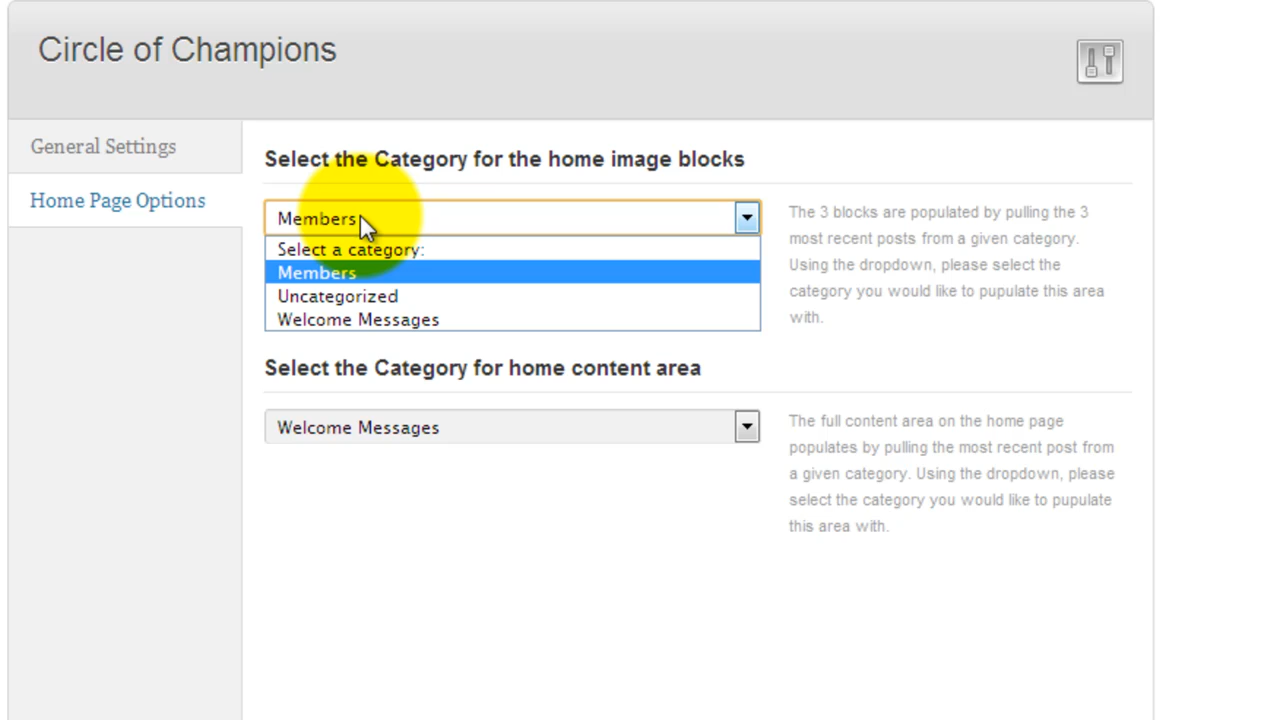 Circle of Champions
General Settings
Home Page Options
Select the Category for the home image blocks
Members
Select a category:
Members
Uncategorized
Welcome Messages
The 3 blocks are populated by pulling the 3
most recent posts from a given category.
Using the dropdown, please select the
category you would like to pupulate this area
with.
Select the Category for home content area
Welcome Messages
The full content area on the home page
populates by pulling the most recent post from
a given category. Using the dropdown, please
select the category you would like to pupulate
this area with.